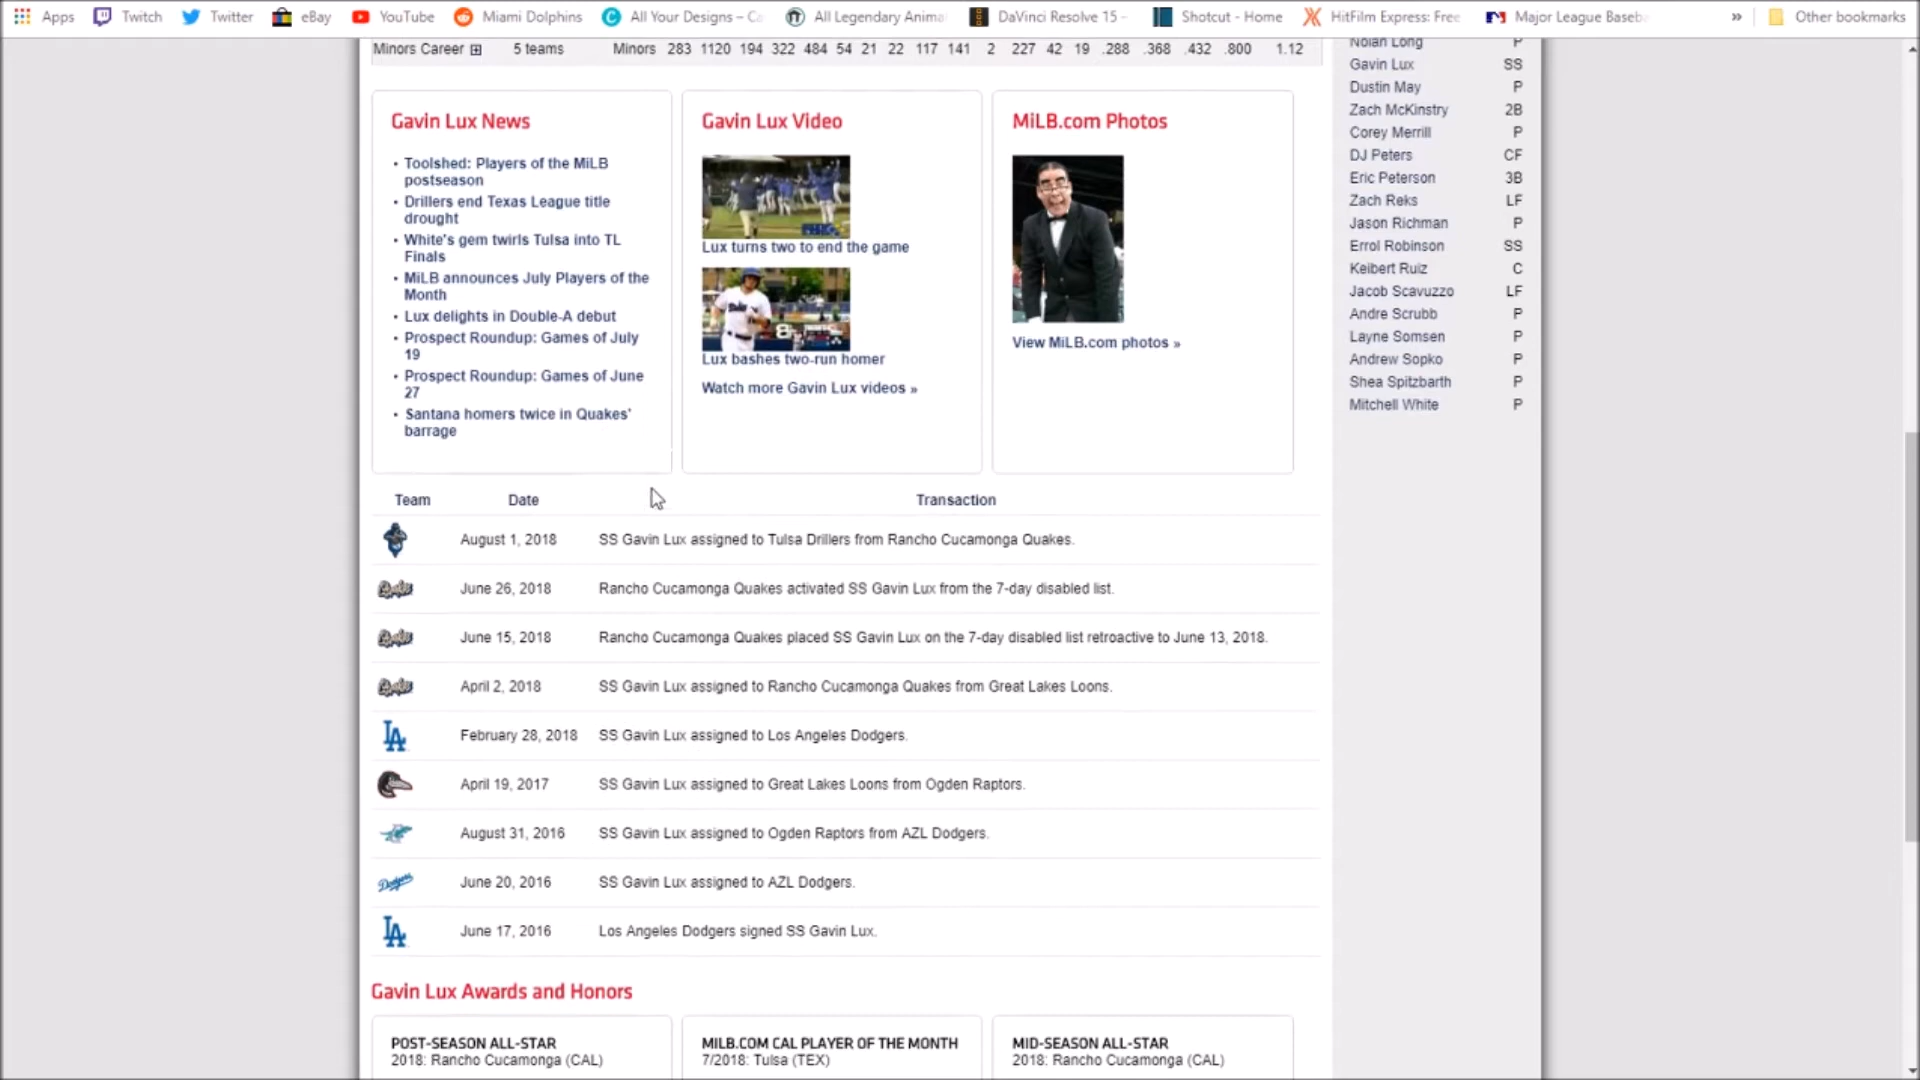 Apps Twitch Twitter eBay YouTube Miami Dolphins All Your Designs – Ca All Legendary Anima DaVinci Resolve 15 - Shotcut - Home HitFilm Express: Free Major League Baseb » Other bookmarks
Minors Career 5 teams Minors 283 1120 194 322 484 54 21 22 117 141 2 227 42 19 .288 .368 .432 .800 1.12
Gavin Lux News
• Toolshed: Players of the MiLB
postseason
• Drillers end Texas League title
drought
• White's gem twirls Tulsa into TL
Finals
• MiLB announces July Players of the
Month
• Lux delights in Double-A debut
• Prospect Roundup: Games of July
19
• Prospect Roundup: Games of June
27
• Santana homers twice in Quakes'
barrage
Gavin Lux Video
Lux turns two to end the game
Lux bashes two-run homer
Watch more Gavin Lux videos »
MiLB.com Photos
View MiLB.com photos »
Nolan Long P
Gavin Lux SS
Dustin May P
Zach McKinstry 2B
Corey Merrill P
DJ Peters CF
Eric Peterson 3B
Zach Reks LF
Jason Richman P
Errol Robinson SS
Keibert Ruiz C
Jacob Scavuzzo LF
Andre Scrubb P
Layne Somsen P
Andrew Sopko P
Shea Spitzbarth P
Mitchell White P
Team Date Transaction
August 1, 2018 SS Gavin Lux assigned to Tulsa Drillers from Rancho Cucamonga Quakes.
Quakes June 26, 2018 Rancho Cucamonga Quakes activated SS Gavin Lux from the 7-day disabled list.
Quakes June 15, 2018 Rancho Cucamonga Quakes placed SS Gavin Lux on the 7-day disabled list retroactive to June 13, 2018.
Quakes April 2, 2018 SS Gavin Lux assigned to Rancho Cucamonga Quakes from Great Lakes Loons.
LA February 28, 2018 SS Gavin Lux assigned to Los Angeles Dodgers.
April 19, 2017 SS Gavin Lux assigned to Great Lakes Loons from Ogden Raptors.
August 31, 2016 SS Gavin Lux assigned to Ogden Raptors from AZL Dodgers.
Dodgers June 20, 2016 SS Gavin Lux assigned to AZL Dodgers.
LA June 17, 2016 Los Angeles Dodgers signed SS Gavin Lux.
Gavin Lux Awards and Honors
POST-SEASON ALL-STAR
2018: Rancho Cucamonga (CAL)
MILB.COM CAL PLAYER OF THE MONTH
7/2018: Tulsa (TEX)
MID-SEASON ALL-STAR
2018: Rancho Cucamonga (CAL)